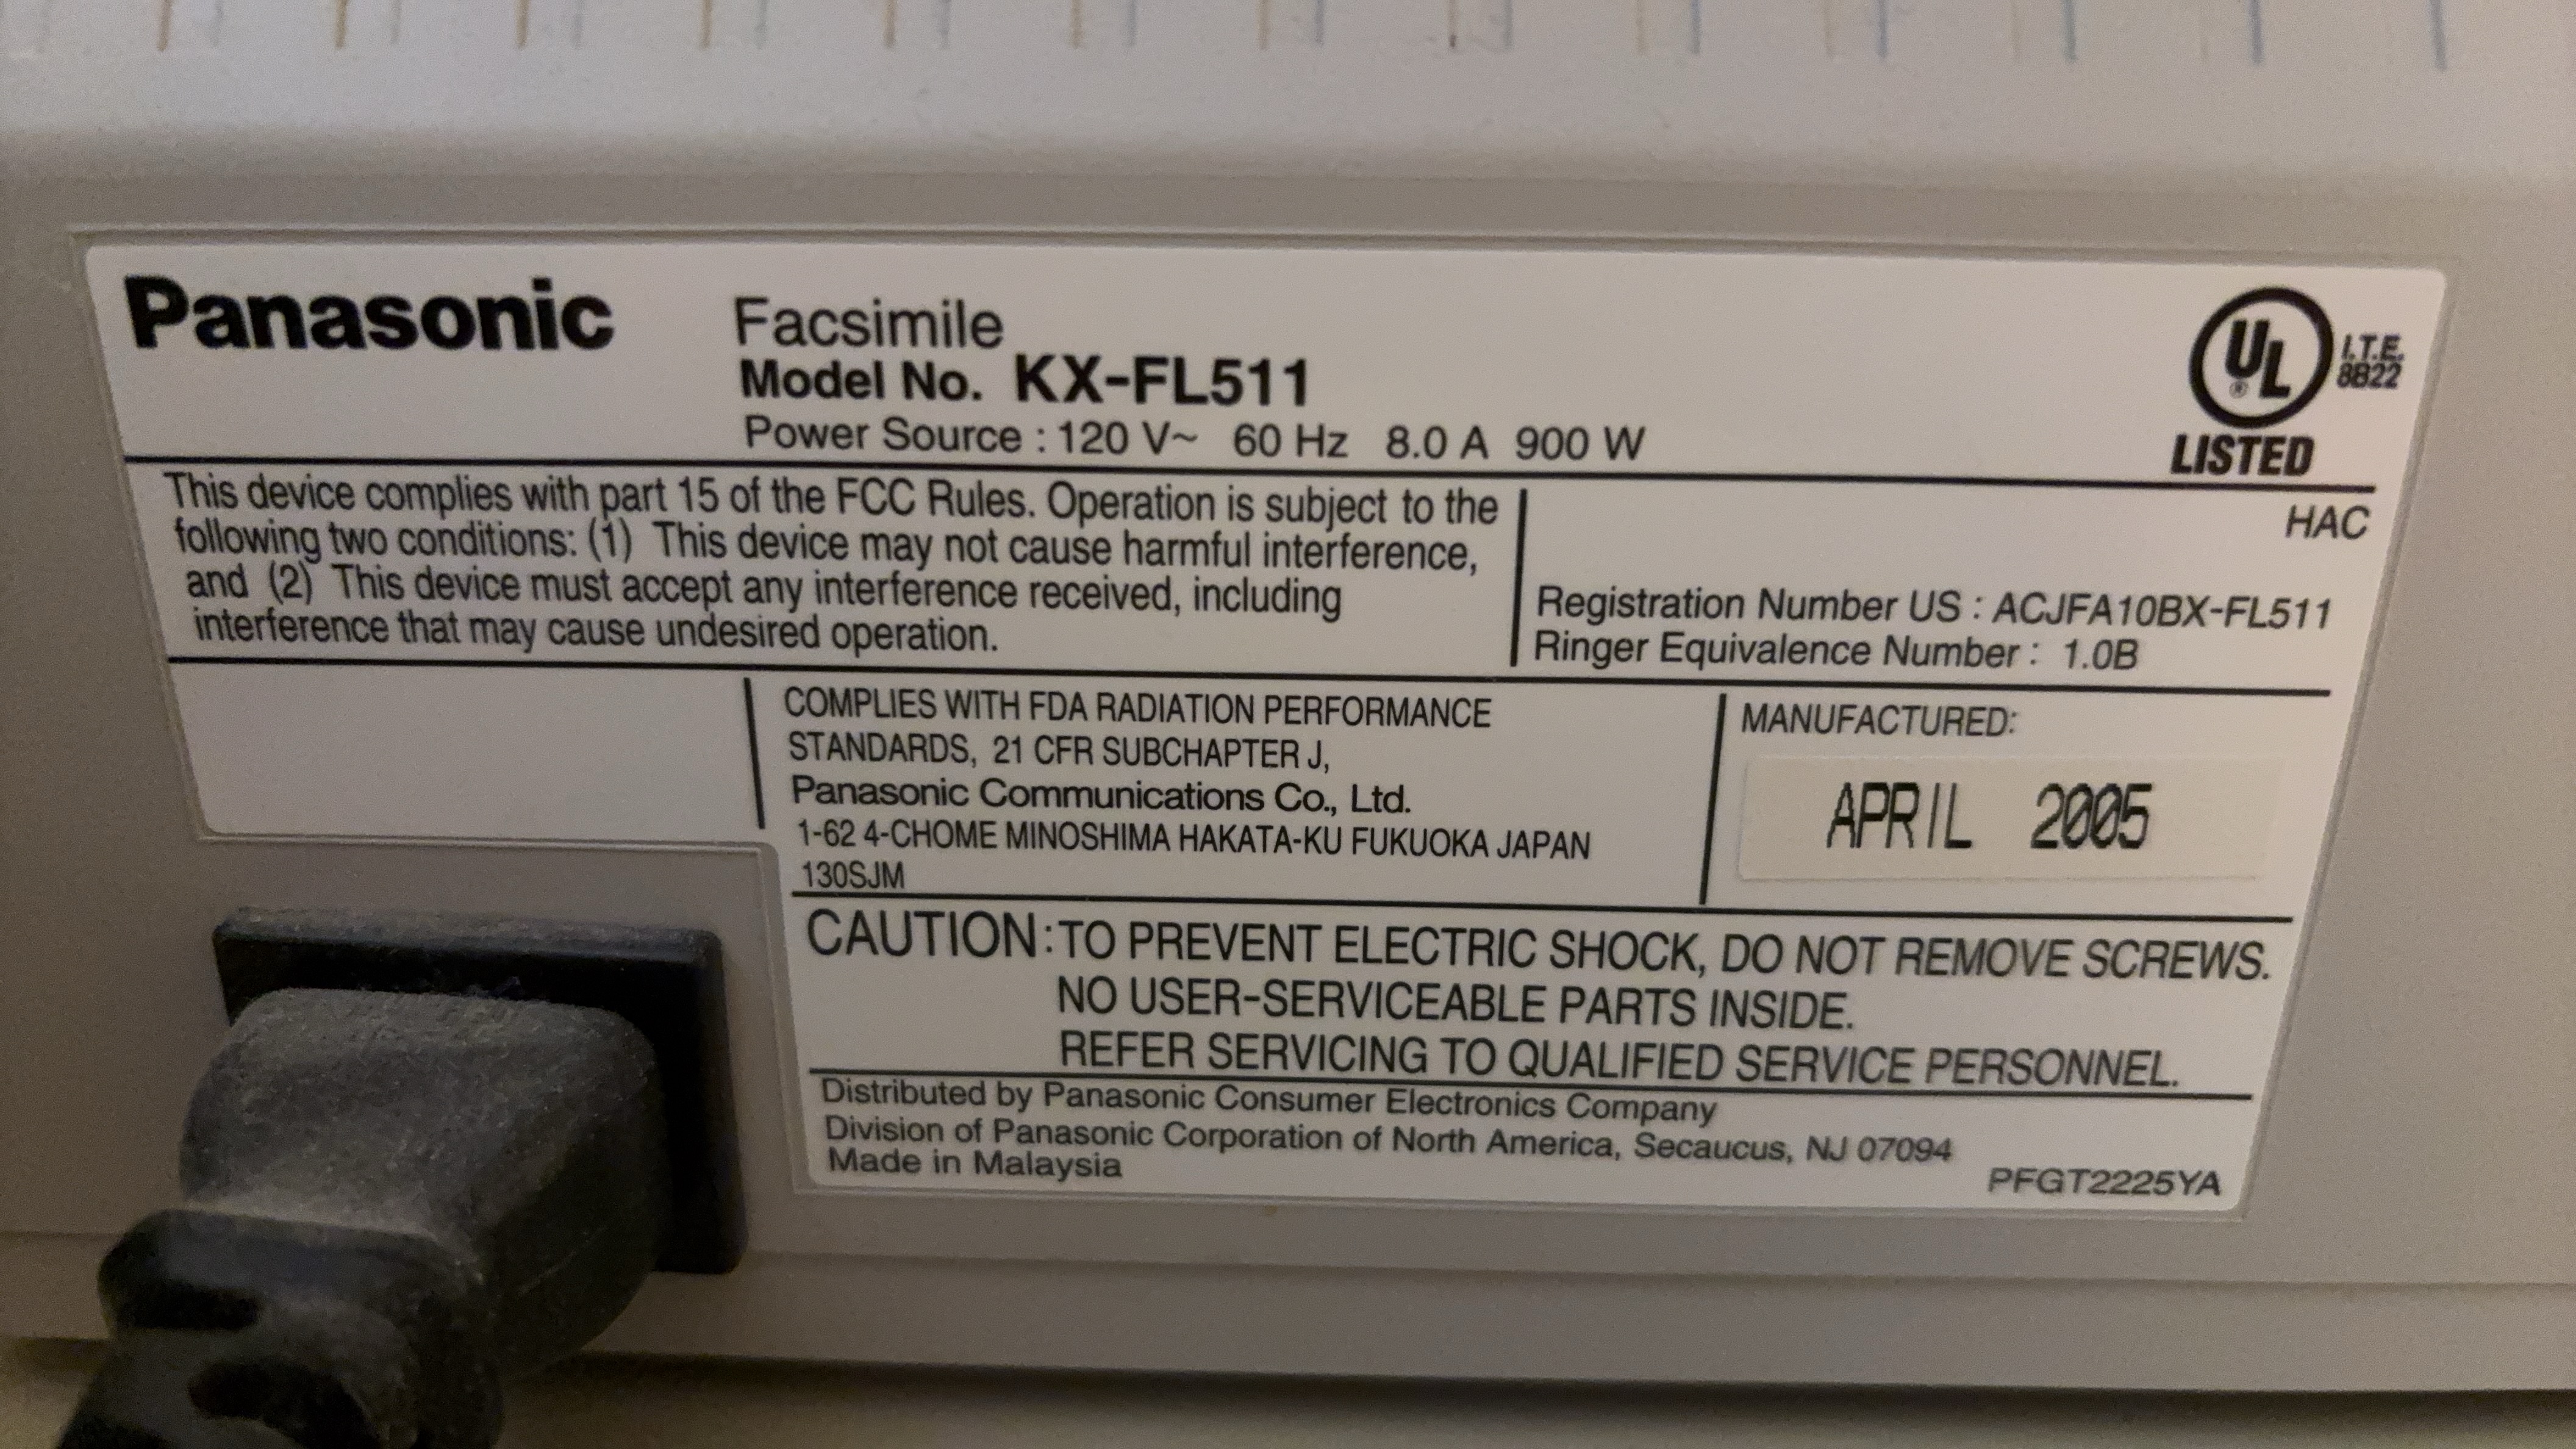 Panasonic
Facsimile
Model No. KX-FL511
Power Source : 120 V~ 60 Hz 8.0 A 900 W
UL
®
I.T.E.
8B22
LISTED
This device complies with part 15 of the FCC Rules. Operation is subject to the
following two conditions: (1) This device may not cause harmful interference,
and (2) This device must accept any interference received, including
interference that may cause undesired operation.
HAC
Registration Number US : ACJFA10BX-FL511
Ringer Equivalence Number : 1.0B
COMPLIES WITH FDA RADIATION PERFORMANCE
STANDARDS, 21 CFR SUBCHAPTER J,
Panasonic Communications Co., Ltd.
1-62 4-CHOME MINOSHIMA HAKATA-KU FUKUOKA JAPAN
130SJM
MANUFACTURED:
APRIL 2005
CAUTION : TO PREVENT ELECTRIC SHOCK, DO NOT REMOVE SCREWS.
NO USER-SERVICEABLE PARTS INSIDE.
REFER SERVICING TO QUALIFIED SERVICE PERSONNEL.
Distributed by Panasonic Consumer Electronics Company
Division of Panasonic Corporation of North America, Secaucus, NJ 07094
Made in Malaysia
PFGT2225YA